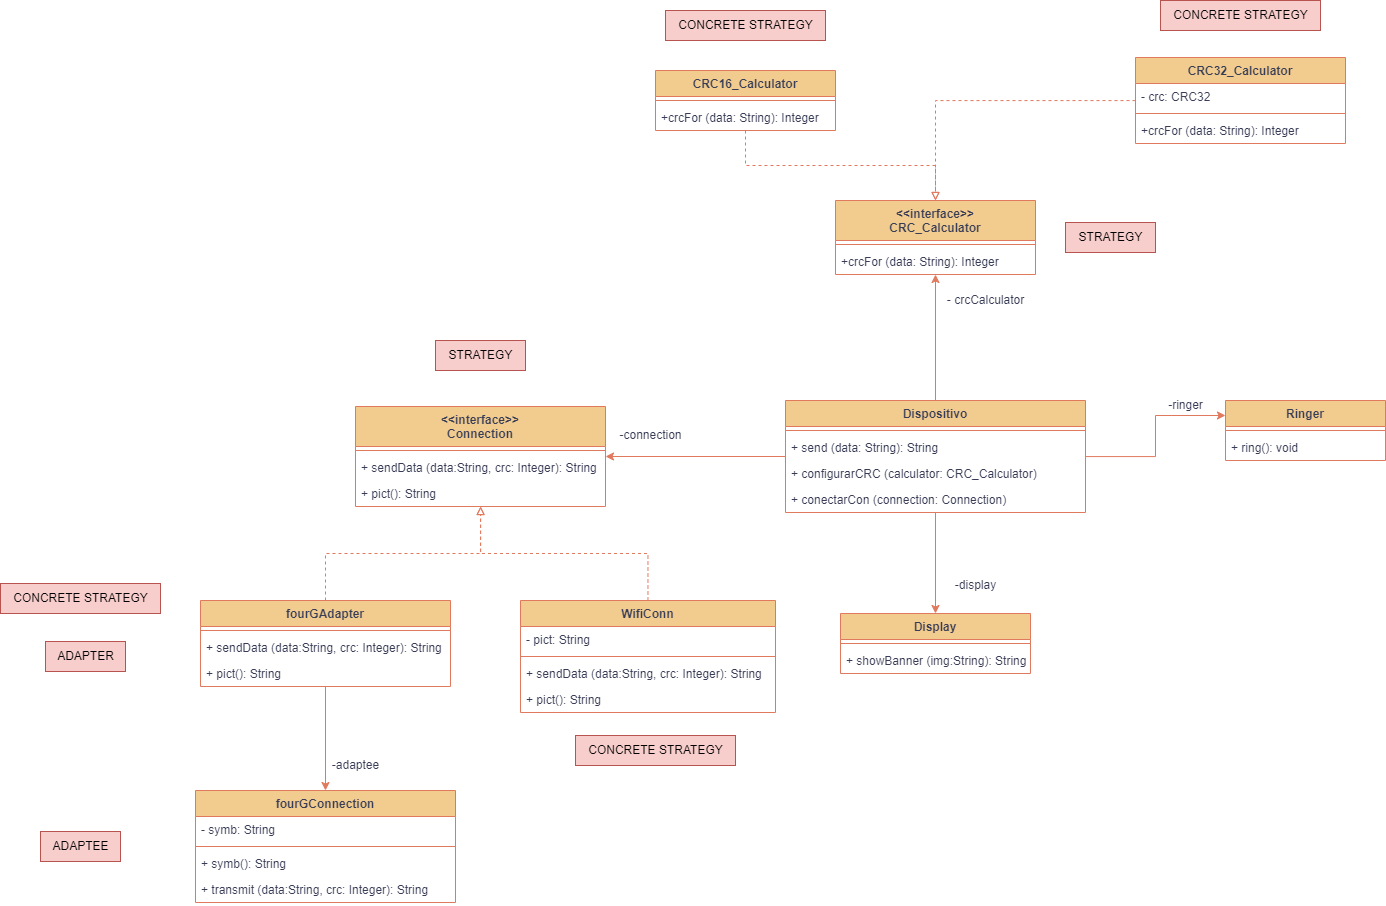 CONCRETE STRATEGY
CONCRETE STRATEGY
CRC16_Calculator
+crcFor (data: String): Integer
CRC32_Calculator
- crc: CRC32
+crcFor (data: String): Integer
<<interface>>
CRC_Calculator
+crcFor (data: String): Integer
STRATEGY
- crcCalculator
STRATEGY
<<interface>>
Connection
+ sendData (data:String, crc: Integer): String
+ pict(): String
-connection
Dispositivo
+ send (data: String): String
+ configurarCRC (calculator: CRC_Calculator)
+ conectarCon (connection: Connection)
-ringer
Ringer
+ ring(): void
-display
Display
+ showBanner (img:String): String
CONCRETE STRATEGY
ADAPTER
fourGAdapter
+ sendData (data:String, crc: Integer): String
+ pict(): String
WifiConn
- pict: String
+ sendData (data:String, crc: Integer): String
+ pict(): String
CONCRETE STRATEGY
-adaptee
ADAPTEE
fourGConnection
- symb: String
+ symb(): String
+ transmit (data:String, crc: Integer): String